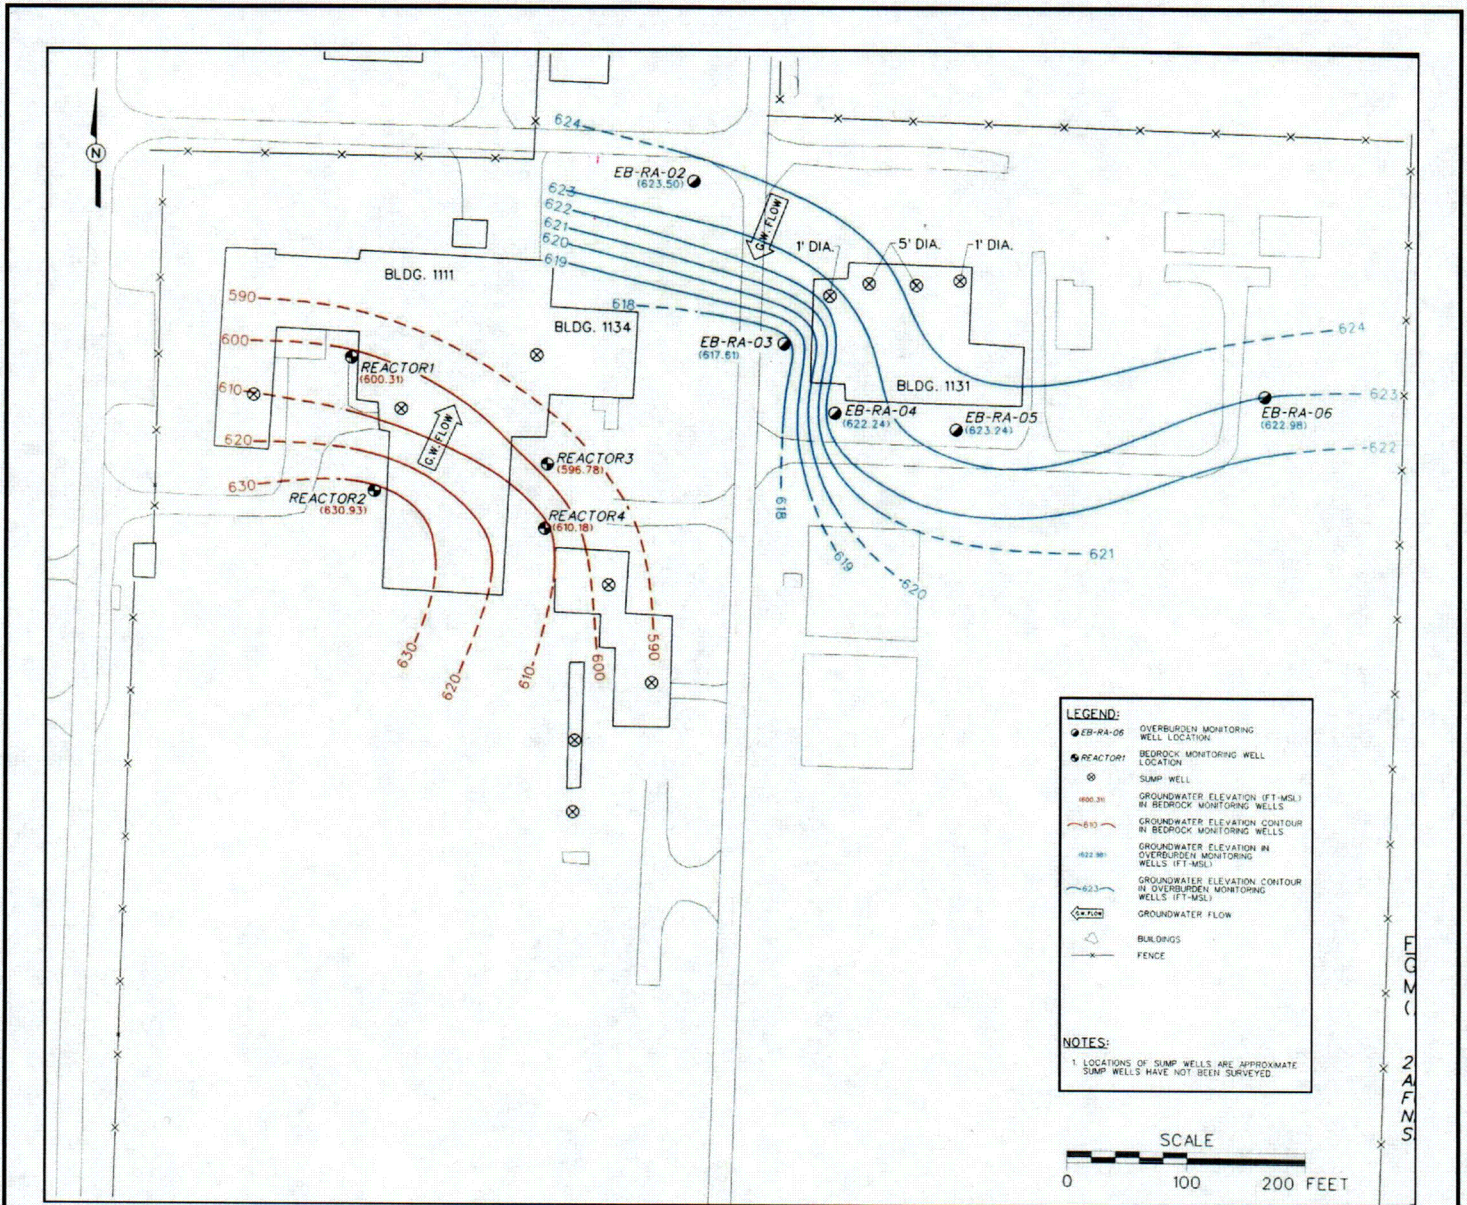 624
N
EB-RA-02
(623.50)
623
622
621
620
619
618
G.W. FLOW
1' DIA.
5' DIA.
1' DIA.
BLDG. 1111
BLDG. 1134
590
600
610
620
630
REACTOR1
(600.31)
G.W. FLOW
EB-RA-03
(617.61)
624
BLDG. 1131
623
EB-RA-04
(622.24)
EB-RA-05
(623.24)
EB-RA-06
(622.98)
622
REACTOR3
(596.78)
REACTOR2
(630.93)
REACTOR4
(610.18)
618
619
620
621
630
620
610
600
590
LEGEND:
EB-RA-06 OVERBURDEN MONITORING
WELL LOCATION
REACTOR1 BEDROCK MONITORING WELL
LOCATION
SUMP WELL
(600.31) GROUNDWATER ELEVATION (FT-MSL)
IN BEDROCK MONITORING WELLS
610 GROUNDWATER ELEVATION CONTOUR
IN BEDROCK MONITORING WELLS
(622.98) GROUNDWATER ELEVATION IN
OVERBURDEN MONITORING
WELLS (FT-MSL)
623 GROUNDWATER ELEVATION CONTOUR
IN OVERBURDEN MONITORING
WELLS (FT-MSL)
G.W. FLOW GROUNDWATER FLOW
BUILDINGS
FENCE
NOTES:
1. LOCATIONS OF SUMP WELLS ARE APPROXIMATE
SUMP WELLS HAVE NOT BEEN SURVEYED.
F
G
M
(
2
A
F
N
S
SCALE
0 100 200 FEET